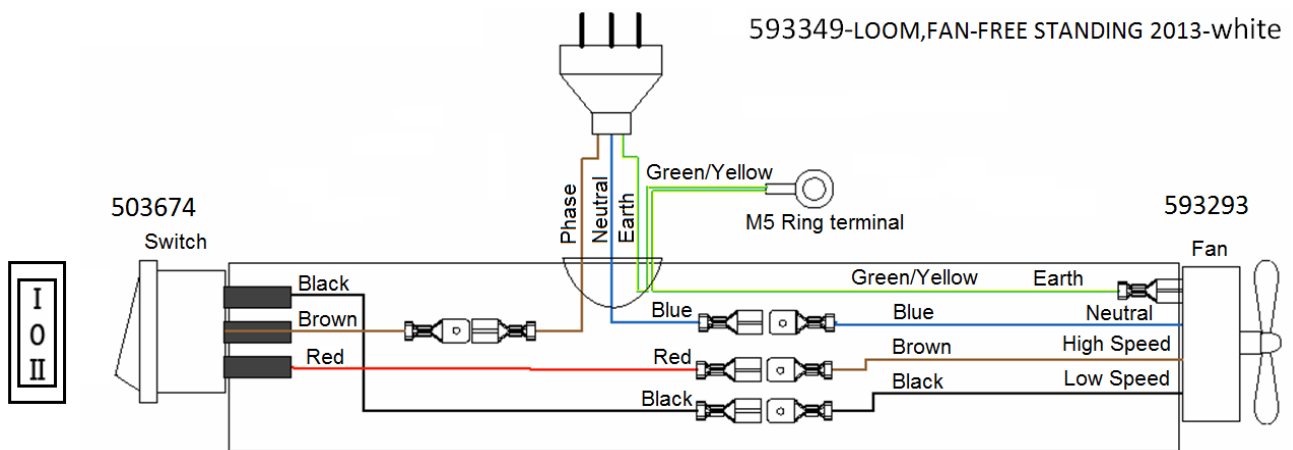 593349-LOOM,FAN-FREE STANDING 2013-white
Phase
Neutral
Earth
Green/Yellow
M5 Ring terminal
503674
Switch
593293
Fan
I
O
II
Black
Brown
Red
Green/Yellow
Earth
Blue
Blue
Neutral
Red
Brown
High Speed
Black
Black
Low Speed